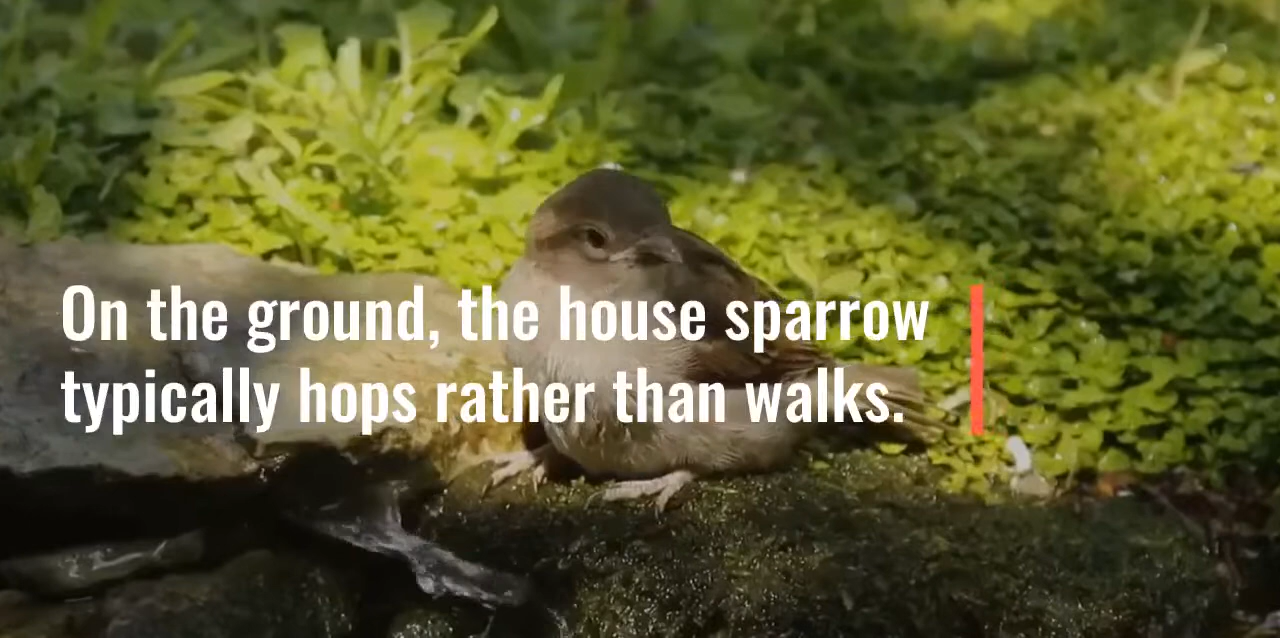 On the ground, the house sparrow
typically hops rather than walks.